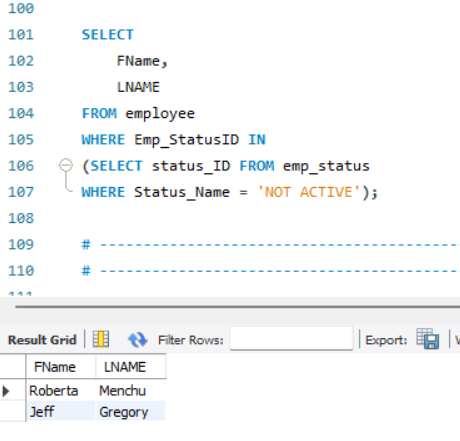 100
101 SELECT
102 FName,
103 LNAME
104 FROM employee
105 WHERE Emp_StatusID IN
106 (SELECT status_ID FROM emp_status
107 WHERE Status_Name = 'NOT ACTIVE');
108
109 # -----------------------------------------
110 # -----------------------------------------
Result Grid Filter Rows: Export:
FName LNAME
Roberta Menchu
Jeff Gregory